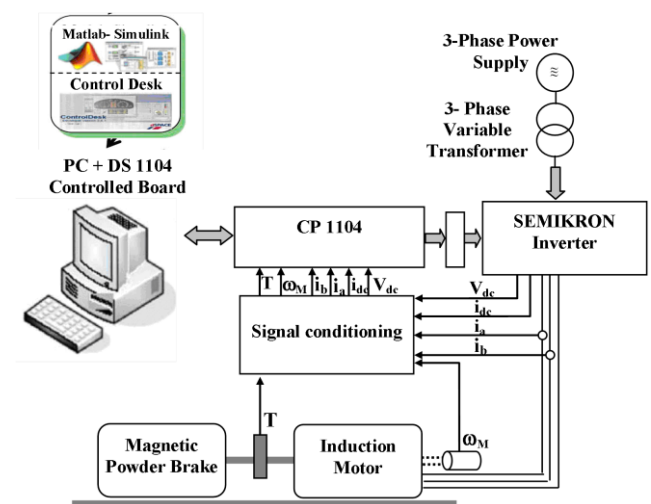 Matlab- Simulink
Control Desk
ControlDesk
PC + DS 1104
Controlled Board
3-Phase Power
Supply
3- Phase
Variable
Transformer
CP 1104
SEMIKRON
Inverter
T ωM ib ia idc Vdc
Signal conditioning
Vdc
idc
ia
ib
T
ωM
Magnetic
Powder Brake
Induction
Motor